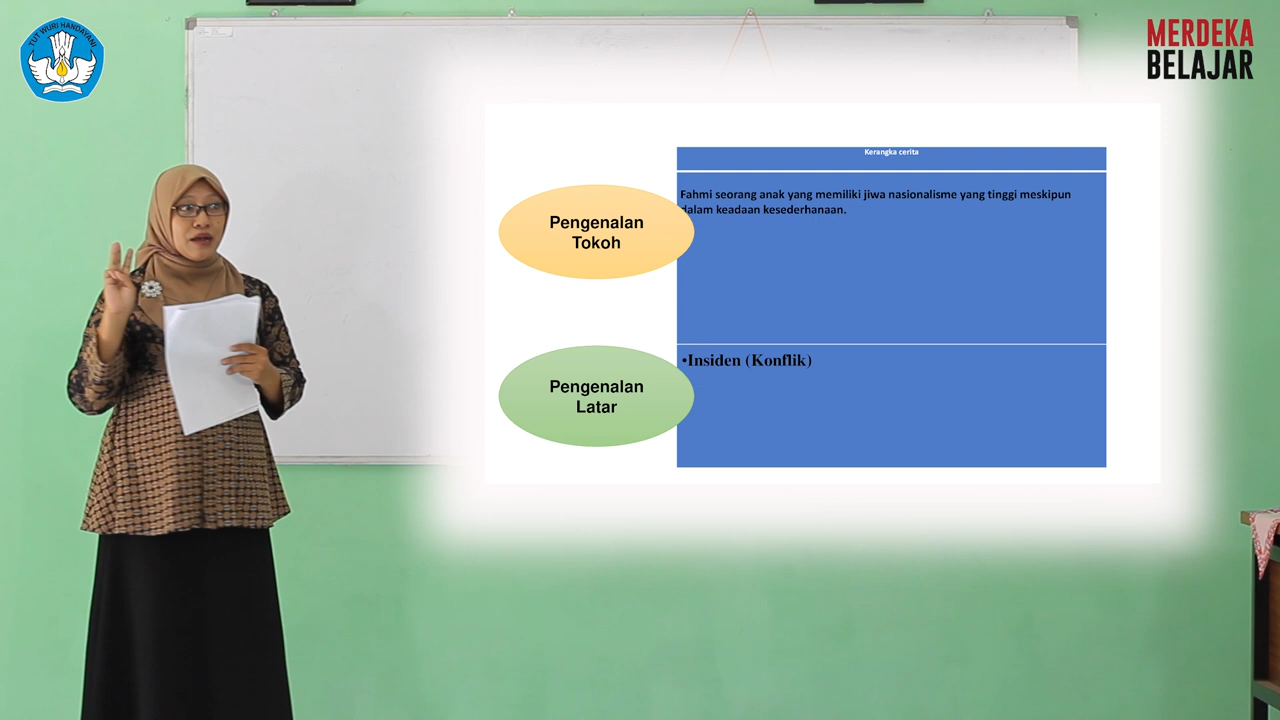 TUT WURI HANDAYANI
MERDEKA
BELAJAR
Kerangka cerita
Pengenalan
Tokoh
Fahmi seorang anak yang memiliki jiwa nasionalisme yang tinggi meskipun
dalam keadaan kesederhanaan.
Pengenalan
Latar
•Insiden (Konflik)